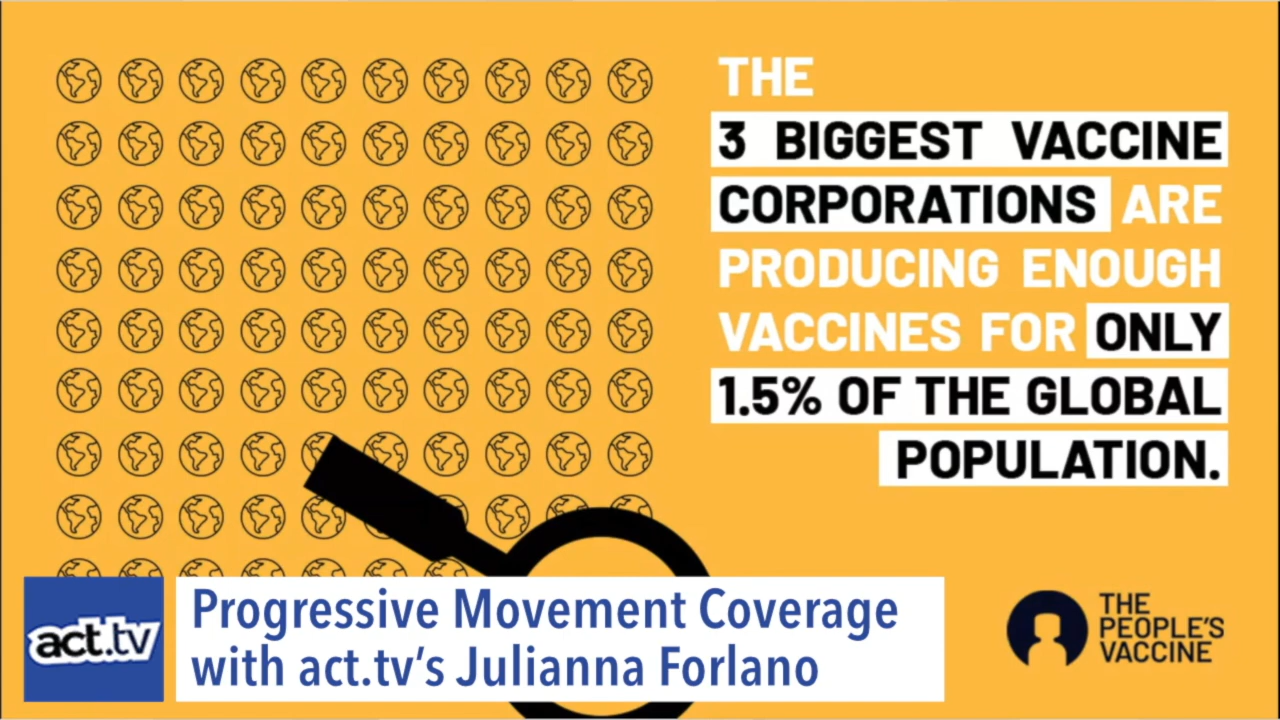 THE
3 BIGGEST VACCINE
CORPORATIONS ARE
PRODUCING ENOUGH
VACCINES FOR ONLY
1.5% OF THE GLOBAL
POPULATION.
act.tv
Progressive Movement Coverage
with act.tv's Julianna Forlano
THE
PEOPLE'S
VACCINE